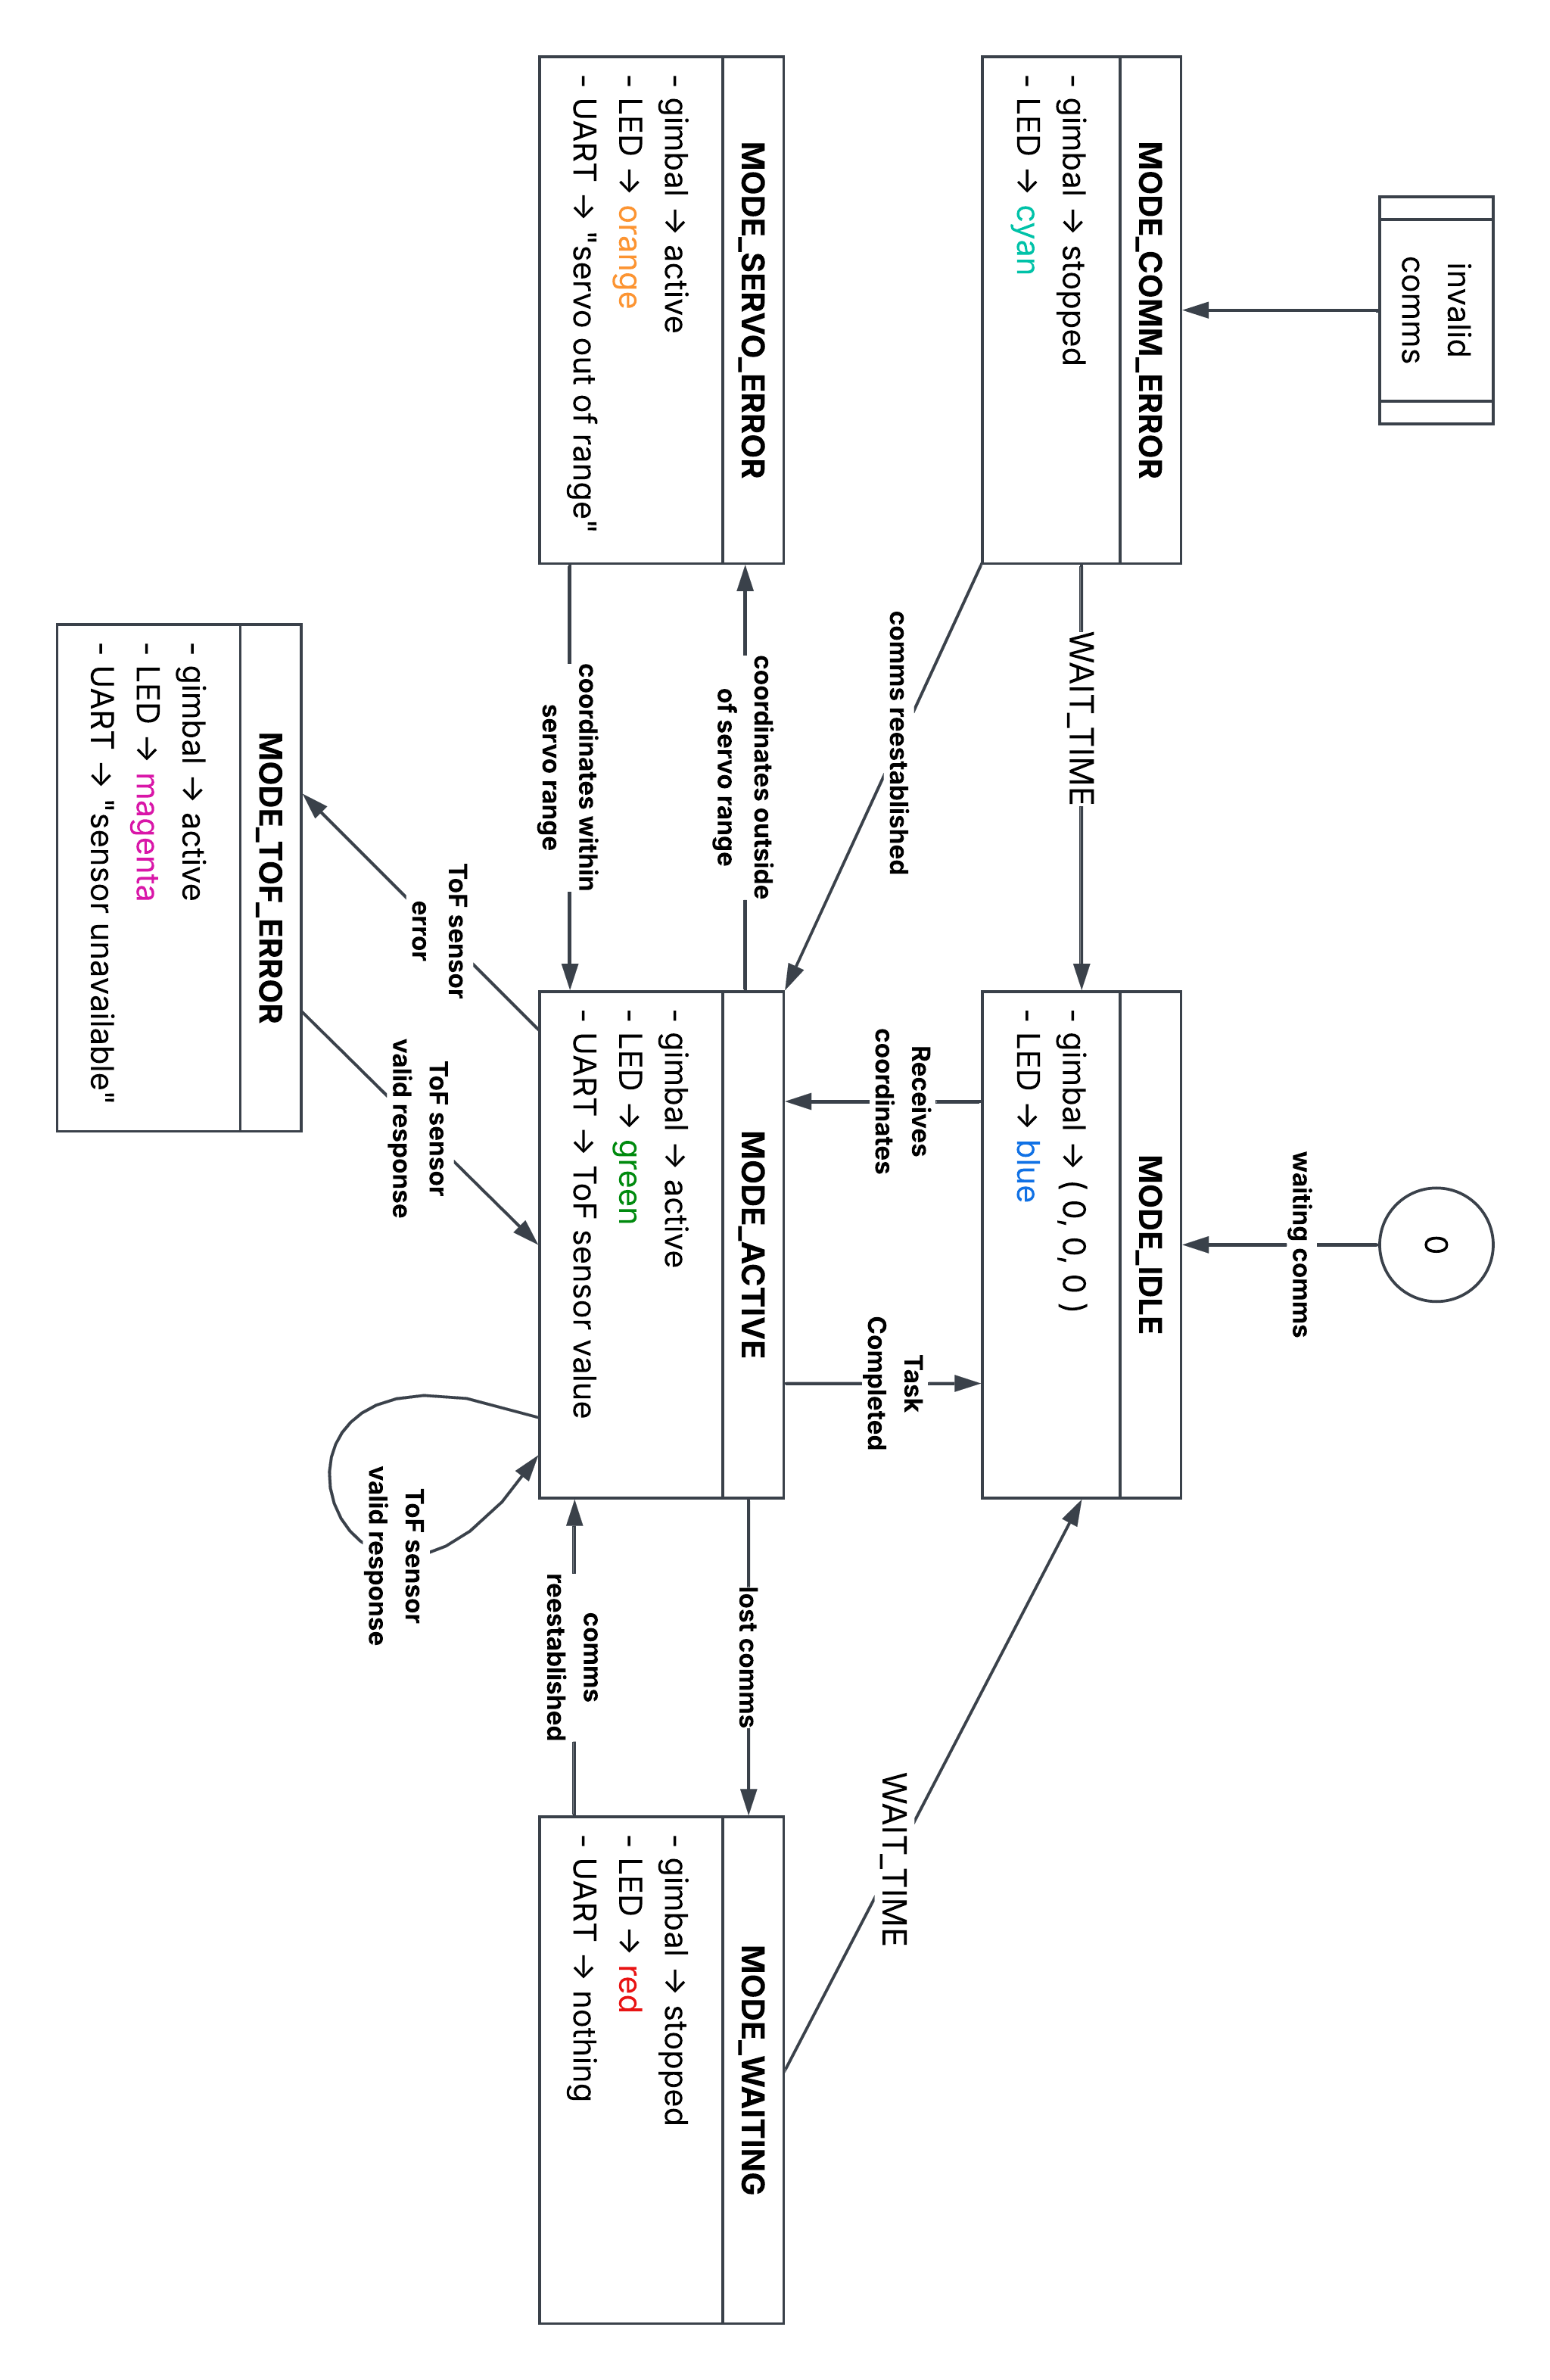 invalid
comms
0
waiting comms
MODE_COMM_ERROR
- gimbal → stopped
- LED → cyan
WAIT_TIME
MODE_IDLE
- gimbal → ( 0, 0, 0 )
- LED → blue
comms reestablished
Receives
coordinates
Task
Completed
WAIT_TIME
MODE_SERVO_ERROR
- gimbal → active
- LED → orange
- UART → "servo out of range"
coordinates outside
of servo range
coordinates within
servo range
MODE_ACTIVE
- gimbal → active
- LED → green
- UART → ToF sensor value
lost comms
comms
reestablished
MODE_WAITING
- gimbal → stopped
- LED → red
- UART → nothing
ToF sensor
error
ToF sensor
valid response
ToF sensor
valid response
MODE_TOF_ERROR
- gimbal → active
- LED → magenta
- UART → "sensor unavailable"